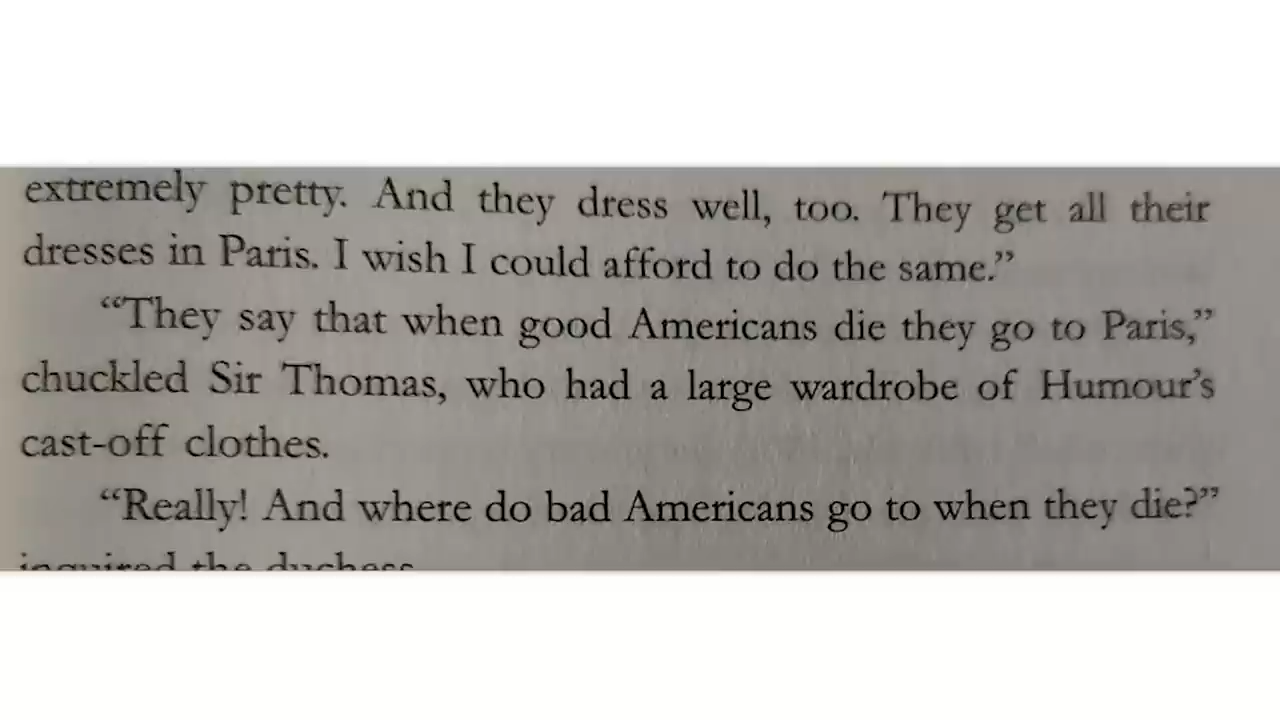 extremely pretty. And they dress well, too. They get all their
dresses in Paris. I wish I could afford to do the same.”
“They say that when good Americans die they go to Paris,”
chuckled Sir Thomas, who had a large wardrobe of Humour’s
cast-off clothes.
“Really! And where do bad Americans go to when they die?”
inquired the duchess